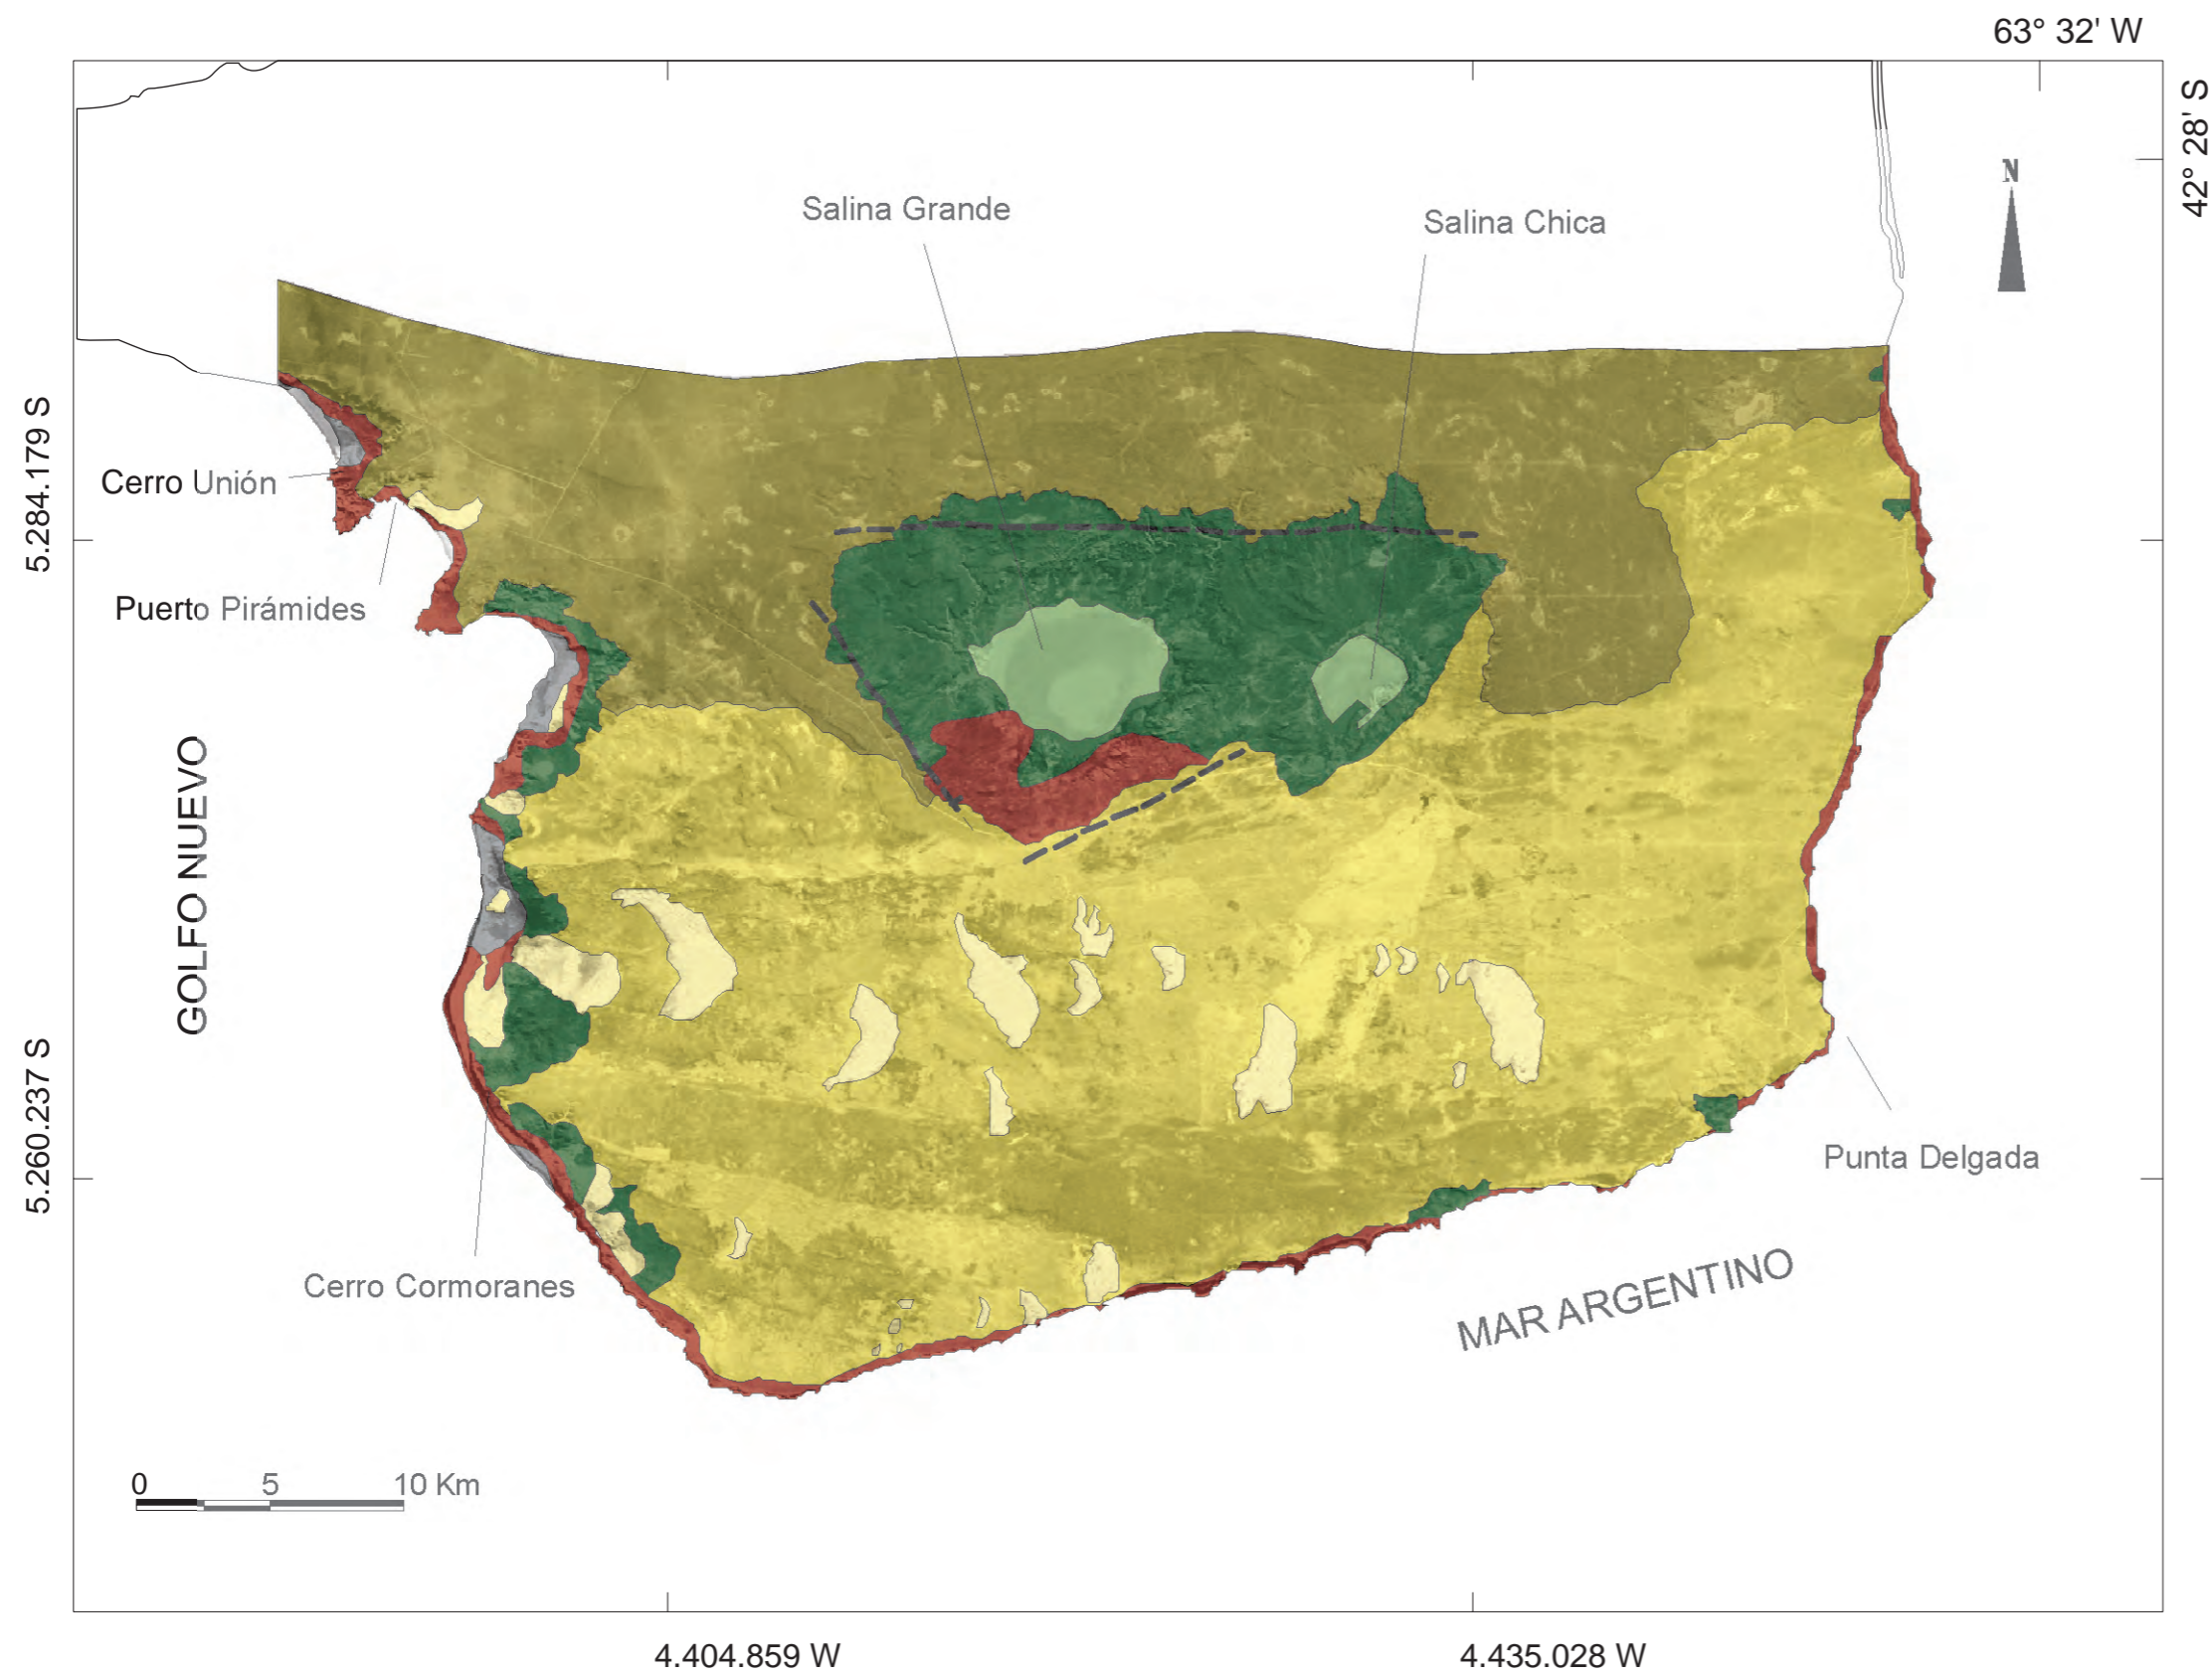 63° 32' W
42° 28' S
N
Salina Grande
Salina Chica
5.284.179 S
Cerro Unión
Puerto Pirámides
GOLFO NUEVO
5.260.237 S
Punta Delgada
Cerro Cormoranes
MAR ARGENTINO
0 5 10 Km
4.404.859 W
4.435.028 W